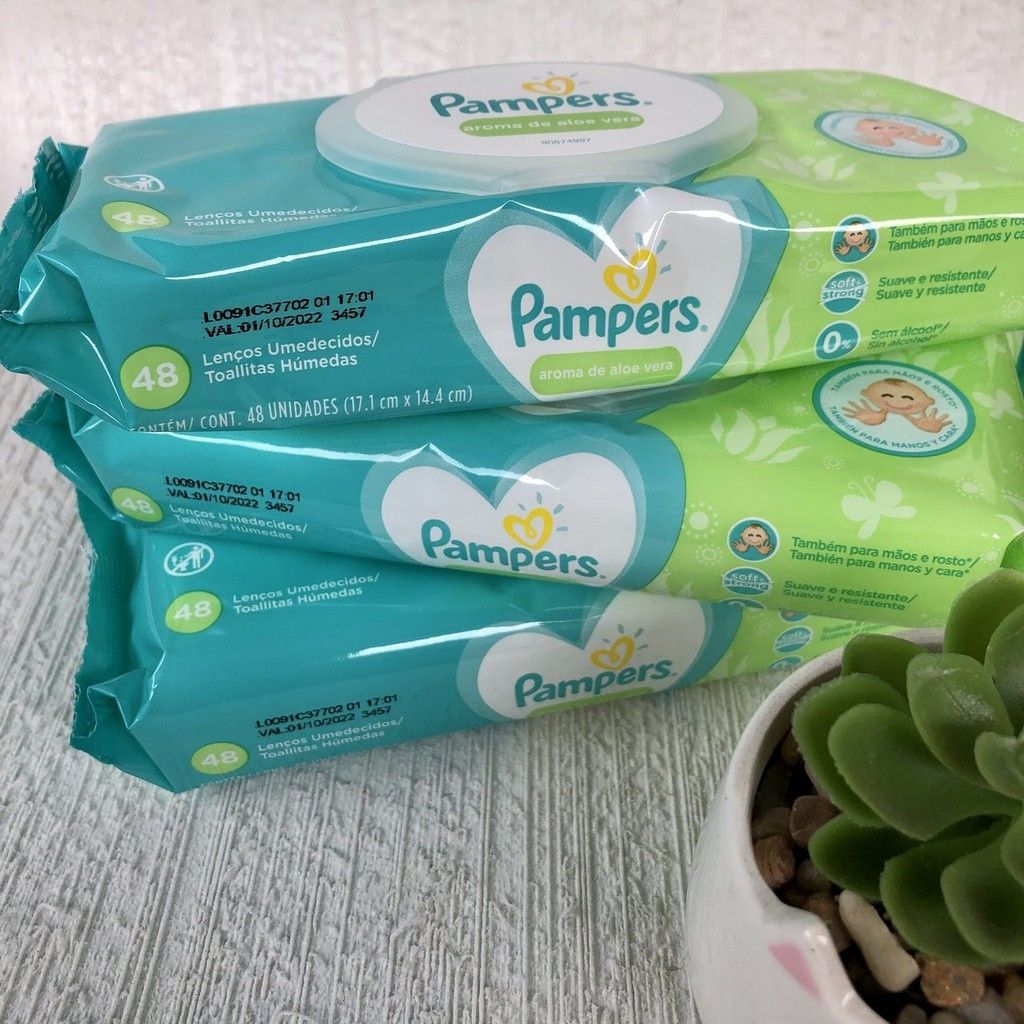 Pampers.
aroma de aloe vera
90674997
48
Lenços Umedecidos/
Toallitas Húmedas
L0091C37702 01 17:01
VAL:01/10/2022 3457
48
Lenços Umedecidos/
Toallitas Húmedas
CONT. 48 UNIDADES (17.1 cm x 14.4 cm)
Pampers.
aroma de aloe vera
Também para mãos e
También para manos y
soft& strong
Suave e resistente/
Suave y resistente
0%
Sem álcool*/
Sin alcohol*
TAMBÉM PARA MÃOS E ROSTO*
TAMBIÉN PARA MANOS Y CARA*
L0091C37702 01 17:01
VAL:01/10/2022 3457
48
Lenços Umedecidos/
Toallitas Húmedas
Pampers.
Também para mãos e rosto*/
También para manos y cara*
soft& strong
Suave e resistente/
Suave y resistente
48
Lenços Umedecidos/
Toallitas Húmedas
L0091C37702 01 17:01
VAL:01/10/2022 3457
48
Lenços Umedecidos/
Toallitas Húmedas
Pampers.